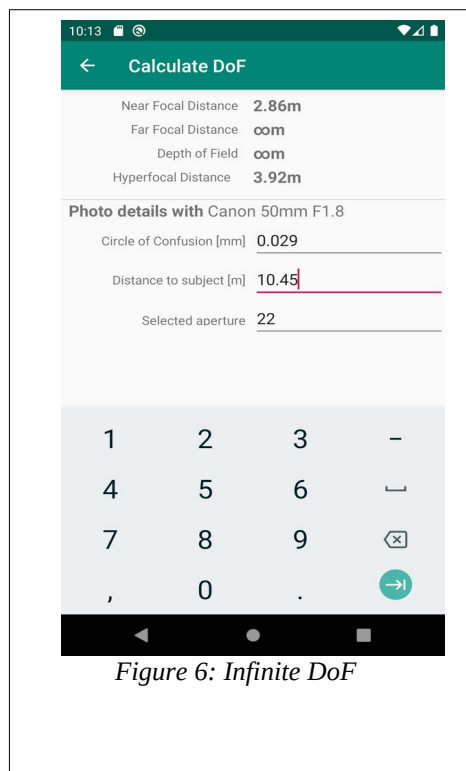 10:13
← Calculate DoF
Near Focal Distance 2.86m
Far Focal Distance ∞m
Depth of Field ∞m
Hyperfocal Distance 3.92m
Photo details with Canon 50mm F1.8
Circle of Confusion [mm] 0.029
Distance to subject [m] 10.45
Selected aperture 22
1 2 3 –
4 5 6
7 8 9
, 0 .
Figure 6: Infinite DoF